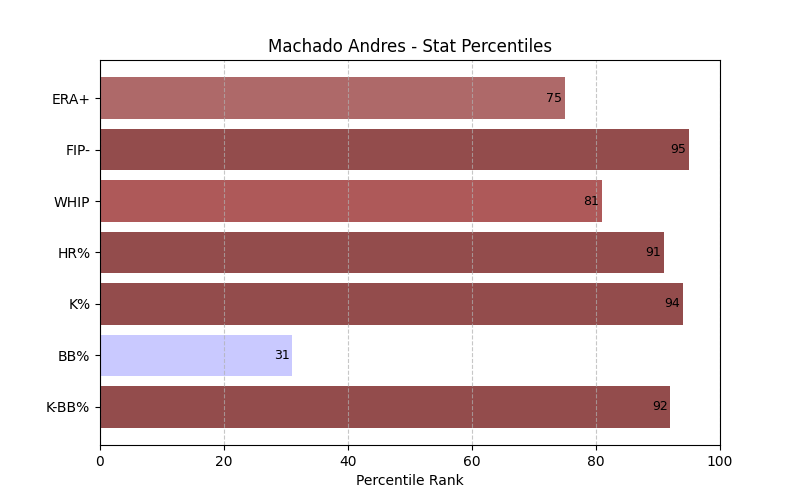 Machado Andres - Stat Percentiles
ERA+ 75
FIP- 95
WHIP 81
HR% 91
K% 94
BB% 31
K-BB% 92
0 20 40 60 80 100
Percentile Rank